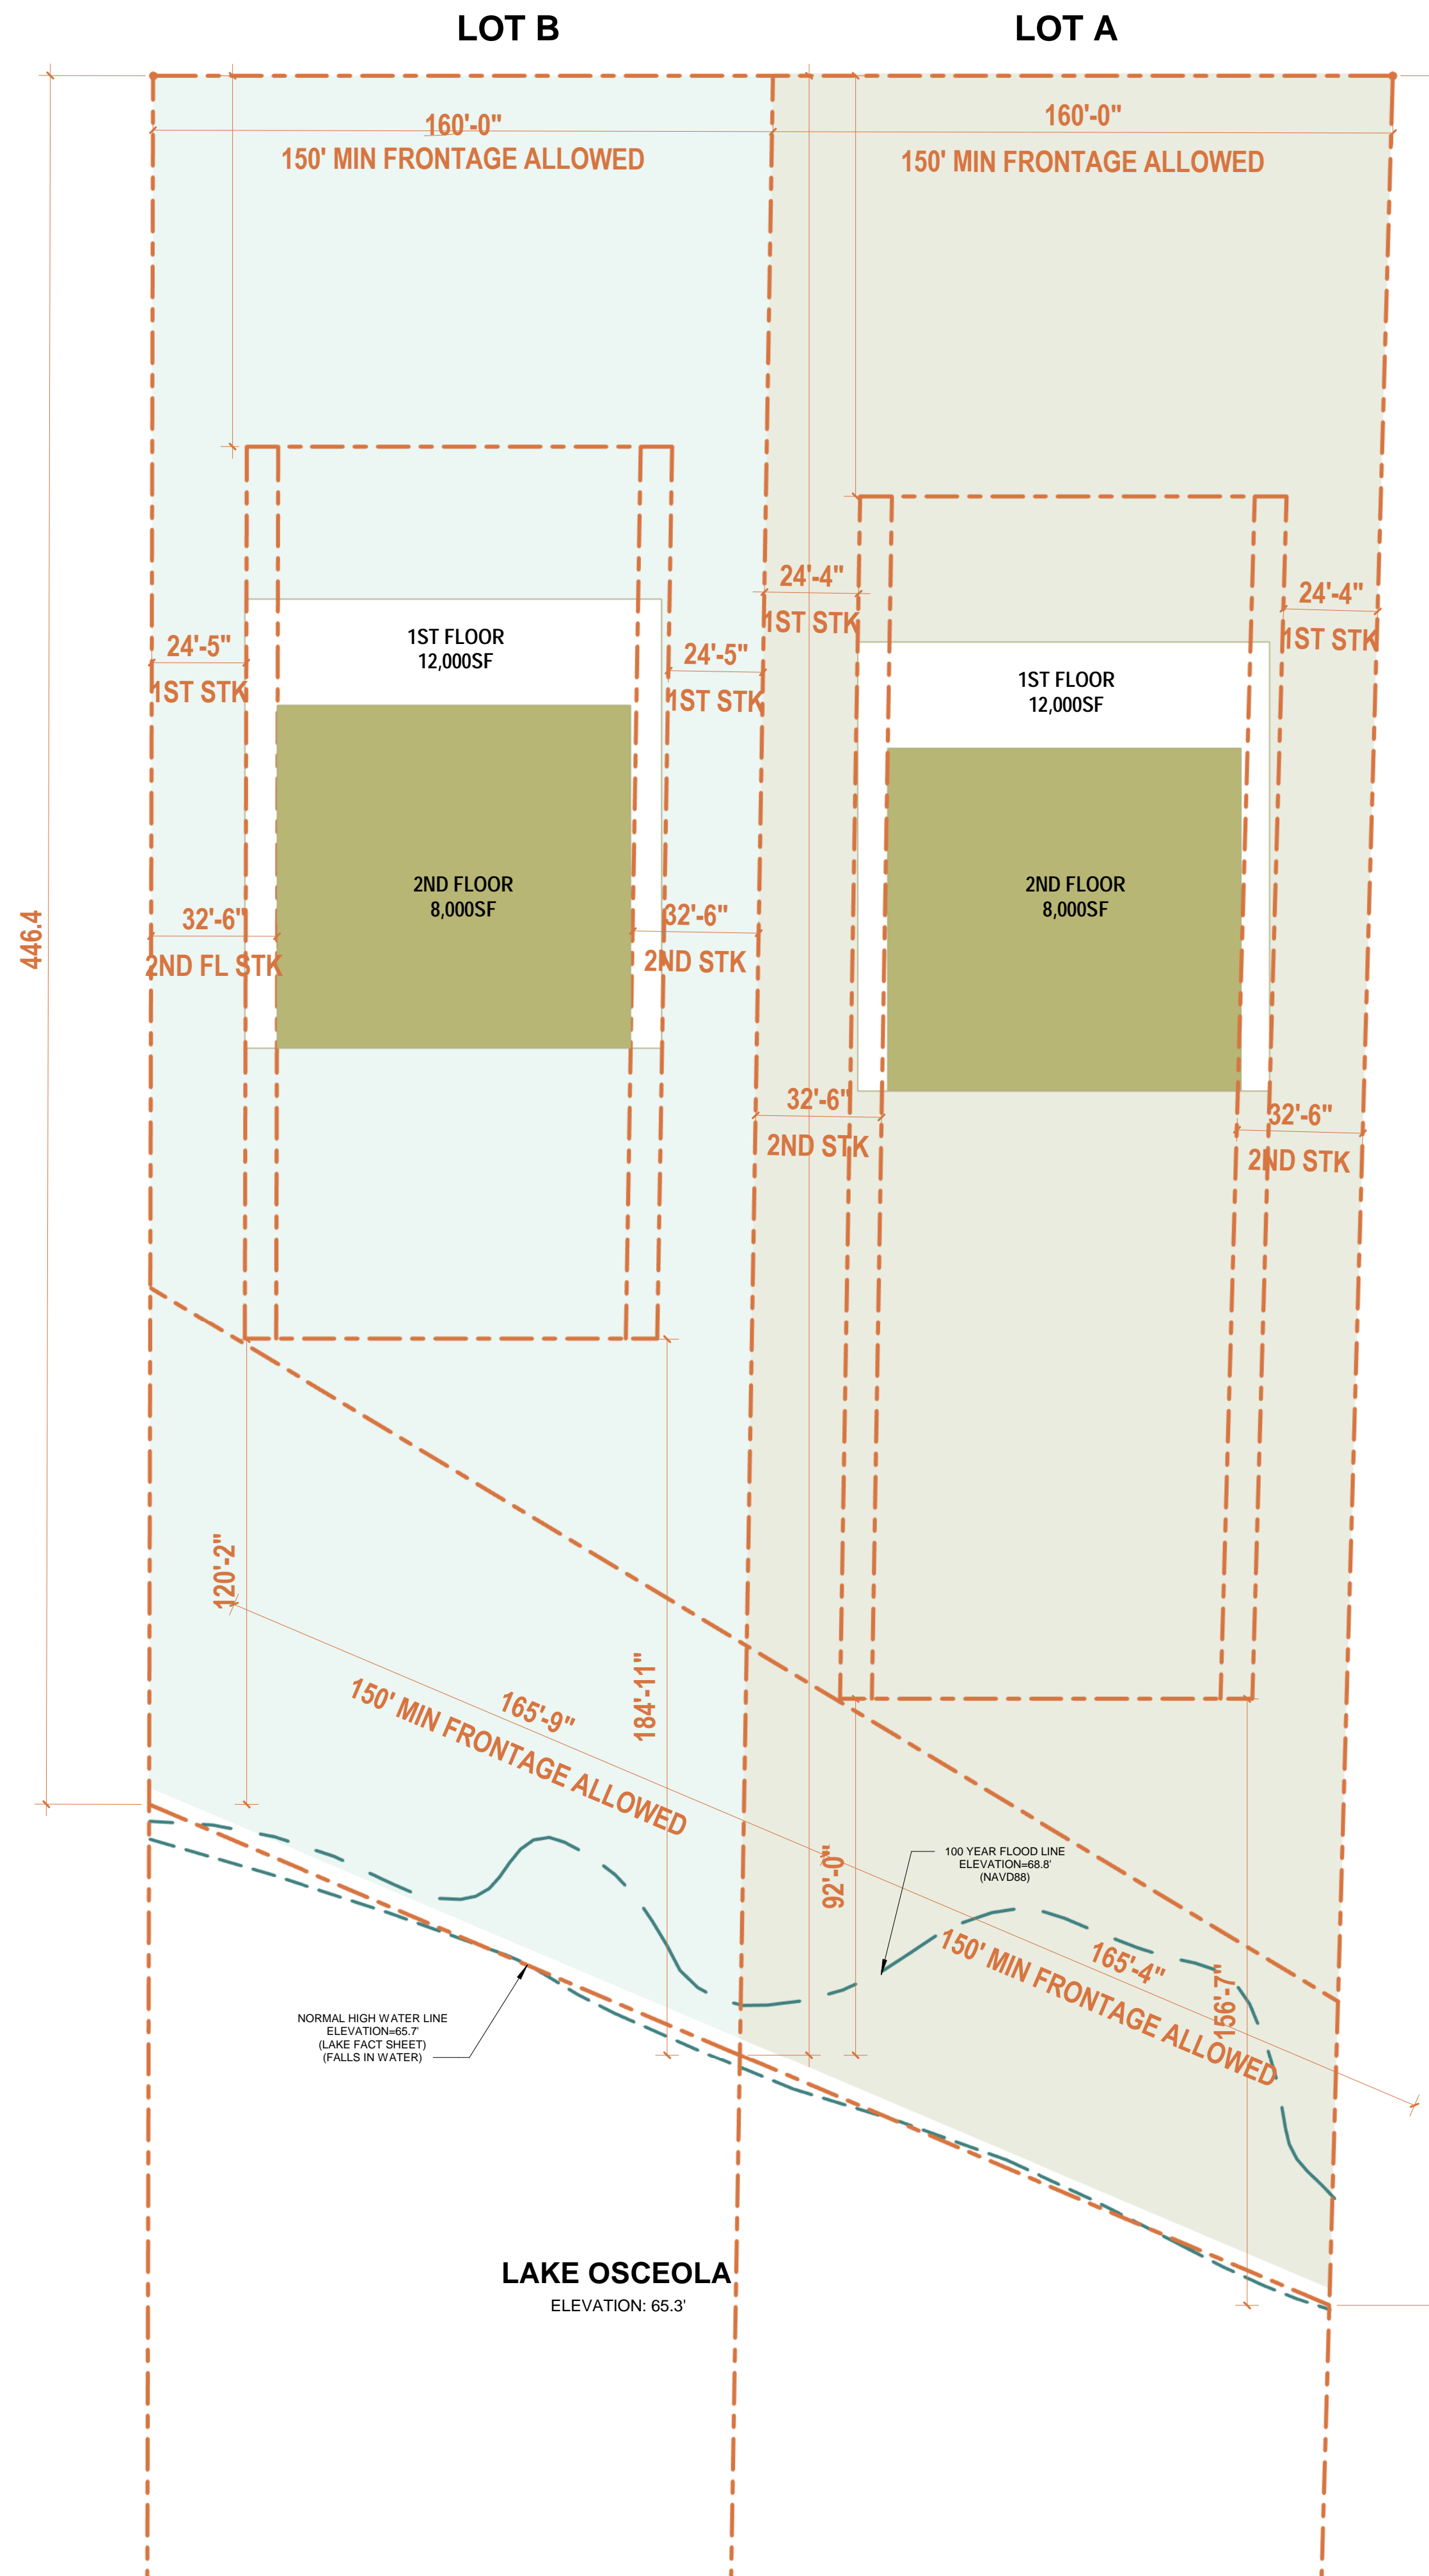 LOT B
LOT A
160'-0"
150' MIN FRONTAGE ALLOWED
160'-0"
150' MIN FRONTAGE ALLOWED
24'-4"
1ST STK
24'-4"
1ST STK
1ST FLOOR
12,000SF
24'-5"
1ST STK
24'-5"
1ST STK
1ST FLOOR
12,000SF
2ND FLOOR
8,000SF
2ND FLOOR
8,000SF
446.4
32'-6"
2ND FL STK
32'-6"
2ND STK
32'-6"
2ND STK
32'-6"
2ND STK
120'-2"
184'-11"
165'-9"
150' MIN FRONTAGE ALLOWED
92'-0"
100 YEAR FLOOD LINE
ELEVATION=68.8'
(NAVD88)
165'-4"
150' MIN FRONTAGE ALLOWED
156'-7"
NORMAL HIGH WATER LINE
ELEVATION=65.7'
(LAKE FACT SHEET)
(FALLS IN WATER)
LAKE OSCEOLA
ELEVATION: 65.3'